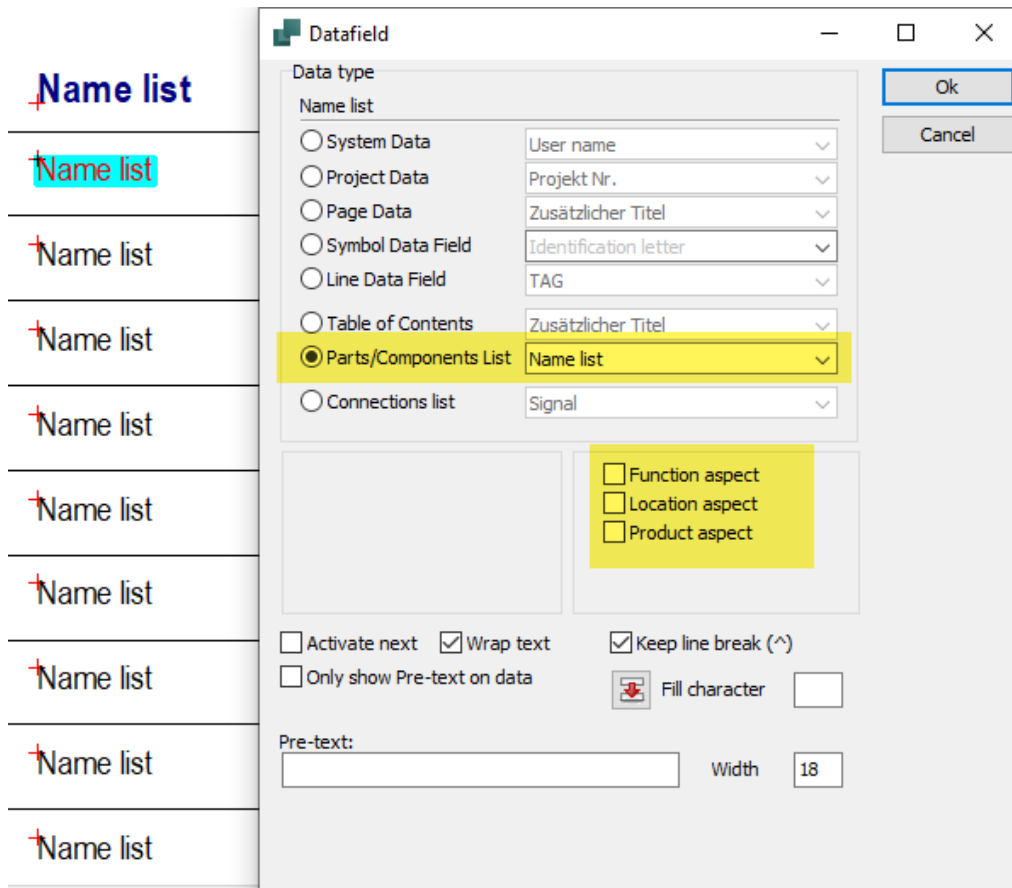 Name list
Name list
Name list
Name list
Name list
Name list
Name list
Name list
Name list
Name list
Datafield
Data type
Name list
System Data User name
Project Data Projekt Nr.
Page Data Zusätzlicher Titel
Symbol Data Field Identification letter
Line Data Field TAG
Table of Contents Zusätzlicher Titel
Parts/Components List Name list
Connections list Signal
Function aspect
Location aspect
Product aspect
Activate next Wrap text Keep line break (^)
Only show Pre-text on data Fill character
Pre-text:
Width 18
Ok
Cancel